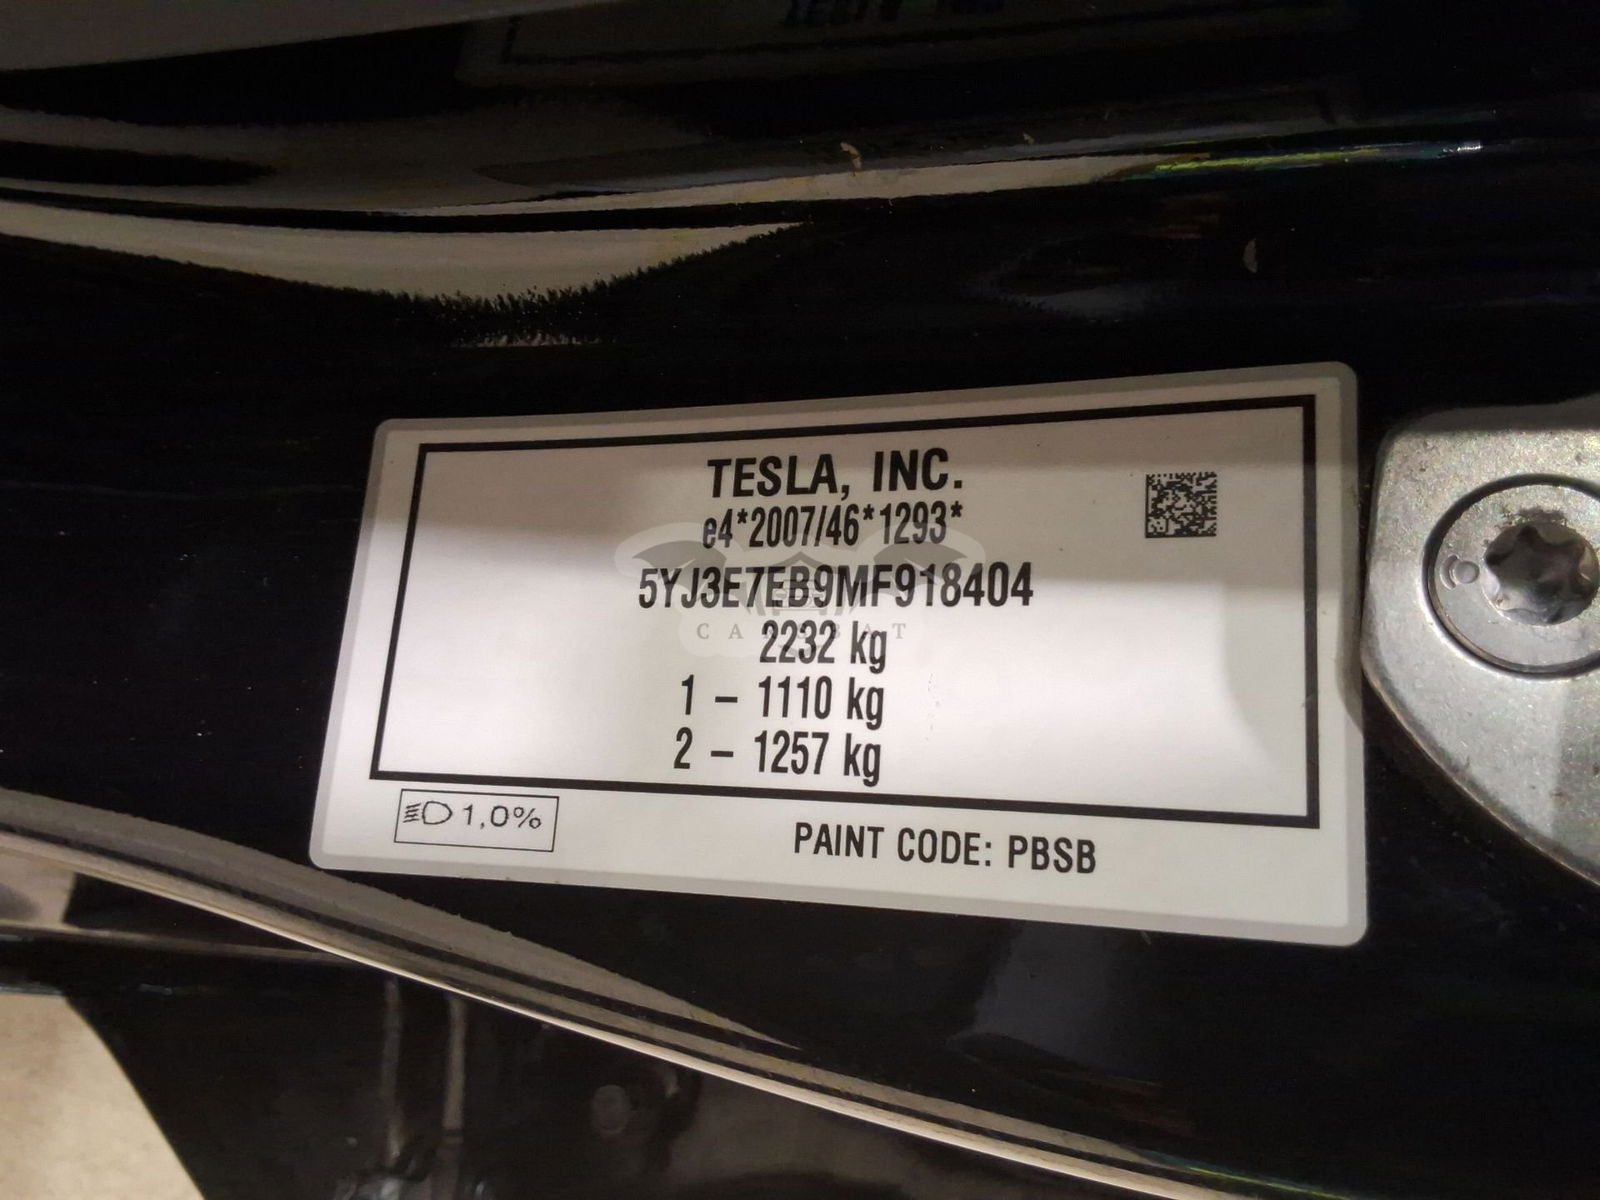 TESLA, INC.
e4*2007/46*1293*
5YJ3E7EB9MF918404
2232 kg
1 – 1110 kg
2 – 1257 kg
1,0%
PAINT CODE: PBSB